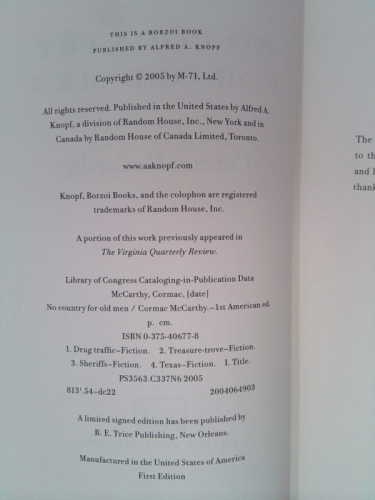 THIS IS A BORZOI BOOK
PUBLISHED BY ALFRED A. KNOPF
Copyright © 2005 by M-71, Ltd.
All rights reserved. Published in the United States by Alfred A.
Knopf, a division of Random House, Inc., New York and in
Canada by Random House of Canada Limited, Toronto.
www.aaknopf.com
Knopf, Borzoi Books, and the colophon are registered
trademarks of Random House, Inc.
A portion of this work previously appeared in
The Virginia Quarterly Review.
Library of Congress Cataloging-in-Publication Data
McCarthy, Cormac, [date]
No country for old men / Cormac McCarthy.—1st American ed.
p. cm.
ISBN 0-375-40677-8
1. Drug traffic—Fiction. 2. Treasure-trove—Fiction.
3. Sheriffs—Fiction. 4. Texas—Fiction. I. Title.
PS3563.C337N6 2005
813'.54—dc22 2004064903
A limited signed edition has been published by
B. E. Trice Publishing, New Orleans.
Manufactured in the United States of America
First Edition
The
to th
and
thank